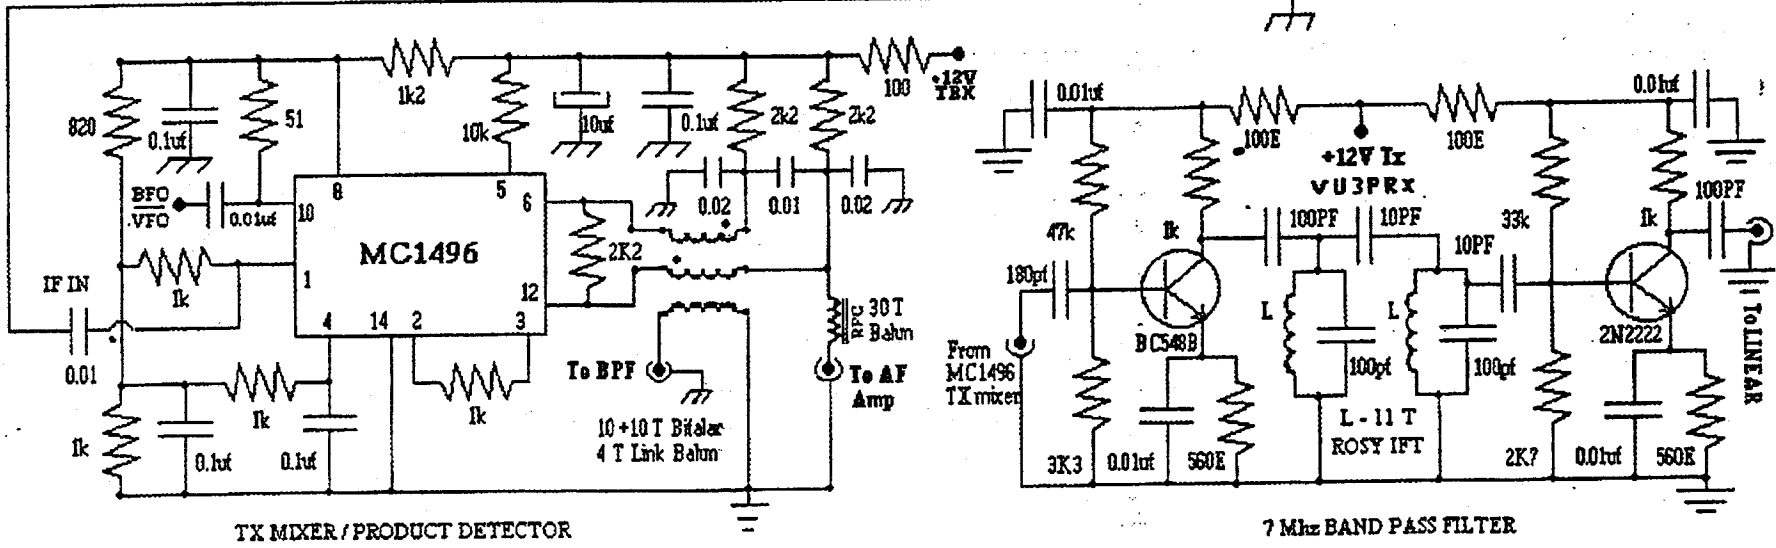 820
0.1uf
51
1k2
10k
10uf
0.1uf
2k2
2k2
100
+12V
TRX
BFO
VFO
0.01uf
10
8
5
6
MC1496
1
12
4
14
2
3
1k
IF IN
0.01
2K2
0.02
0.01
0.02
RFC
30 T
Balun
To BPF
To AF
Amp
1k
1k
0.1uf
0.1uf
1k
10 +10 T Bifalar
4 T Link Balun
TX MIXER / PRODUCT DETECTOR
0.01uf
100E
100E
0.01uf
+12V Tx
VU3PRX
47k
1k
100PF
10PF
10PF
33k
1k
100PF
180pf
BC548B
L
L
100pf
100pf
2N2222
From
MC1496
TX mixer
To LINEAR
L - 11 T
ROSY IFT
3K3
0.01uf
560E
2K?
0.01uf
560E
7 Mhz BAND PASS FILTER